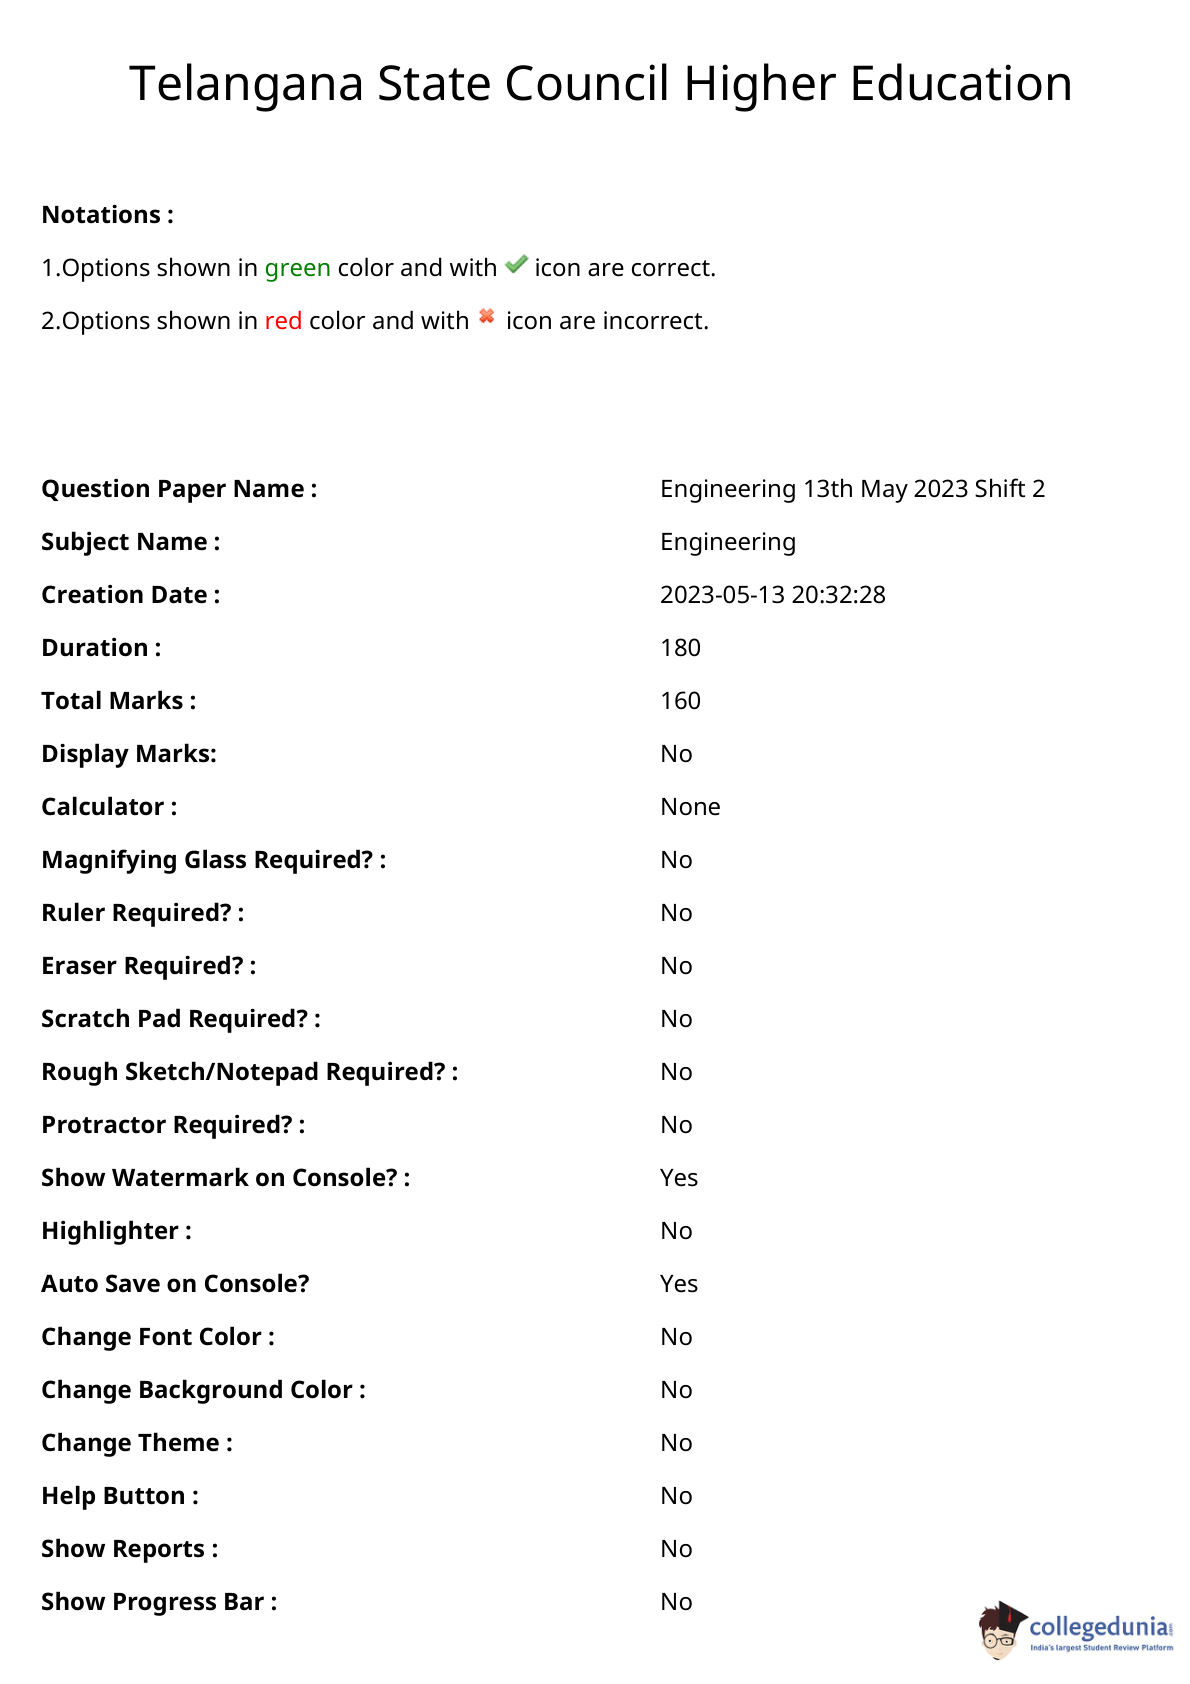 Telangana State Council Higher Education
Notations :
1.Options shown in green color and with icon are correct.
2.Options shown in red color and with icon are incorrect.
Question Paper Name : Engineering 13th May 2023 Shift 2
Subject Name : Engineering
Creation Date : 2023-05-13 20:32:28
Duration : 180
Total Marks : 160
Display Marks: No
Calculator : None
Magnifying Glass Required? : No
Ruler Required? : No
Eraser Required? : No
Scratch Pad Required? : No
Rough Sketch/Notepad Required? : No
Protractor Required? : No
Show Watermark on Console? : Yes
Highlighter : No
Auto Save on Console? Yes
Change Font Color : No
Change Background Color : No
Change Theme : No
Help Button : No
Show Reports : No
Show Progress Bar : No
collegedunia.com
India's largest Student Review Platform